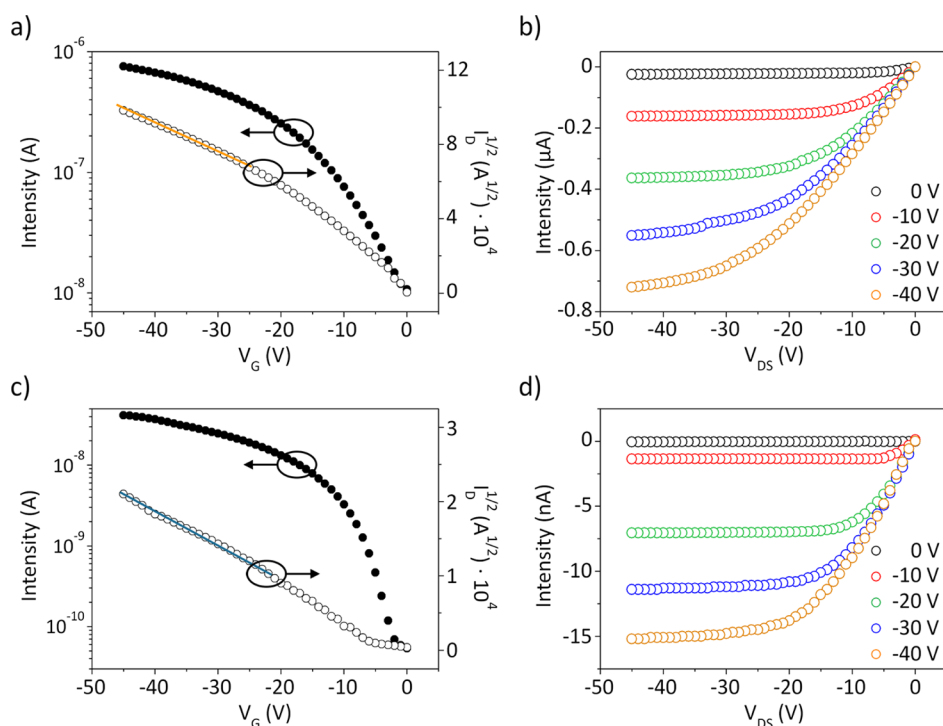 a)
10⁻⁶
10⁻⁷
10⁻⁸
Intensity (A)
12
8
4
0
I_D^1/2 (A^1/2) · 10⁴
-50 -40 -30 -20 -10 0
V_G (V)
b)
0
-0.2
-0.4
-0.6
-0.8
Intensity (µA)
0 V
-10 V
-20 V
-30 V
-40 V
-50 -40 -30 -20 -10 0
V_DS (V)
c)
10⁻⁸
10⁻⁹
10⁻¹⁰
Intensity (A)
3
2
1
0
I_D^1/2 (A^1/2) · 10⁴
-50 -40 -30 -20 -10 0
V_G (V)
d)
0
-5
-10
-15
Intensity (nA)
0 V
-10 V
-20 V
-30 V
-40 V
-50 -40 -30 -20 -10 0
V_DS (V)